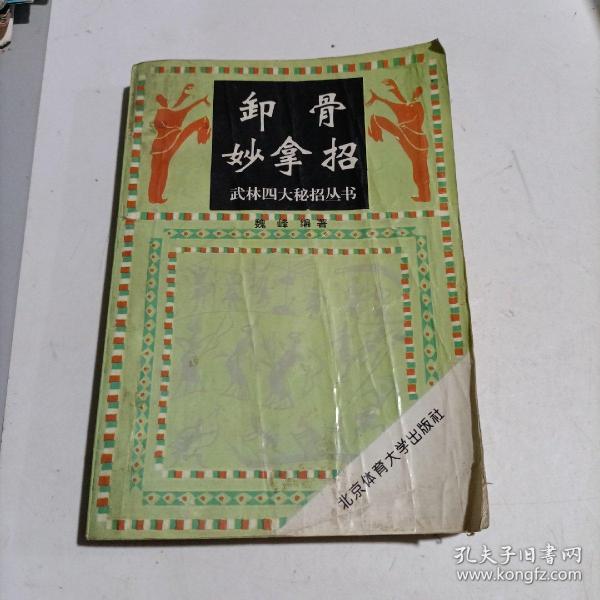 卸骨
妙拿招
武林四大秘招丛书
魏峰 编著
北京体育大学出版社
孔夫子旧书网
www.kongfz.com